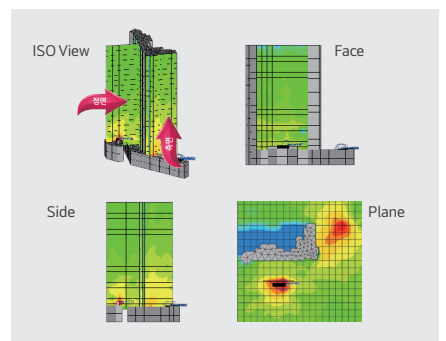 ISO View
Face
정면
측면
Side
Plane